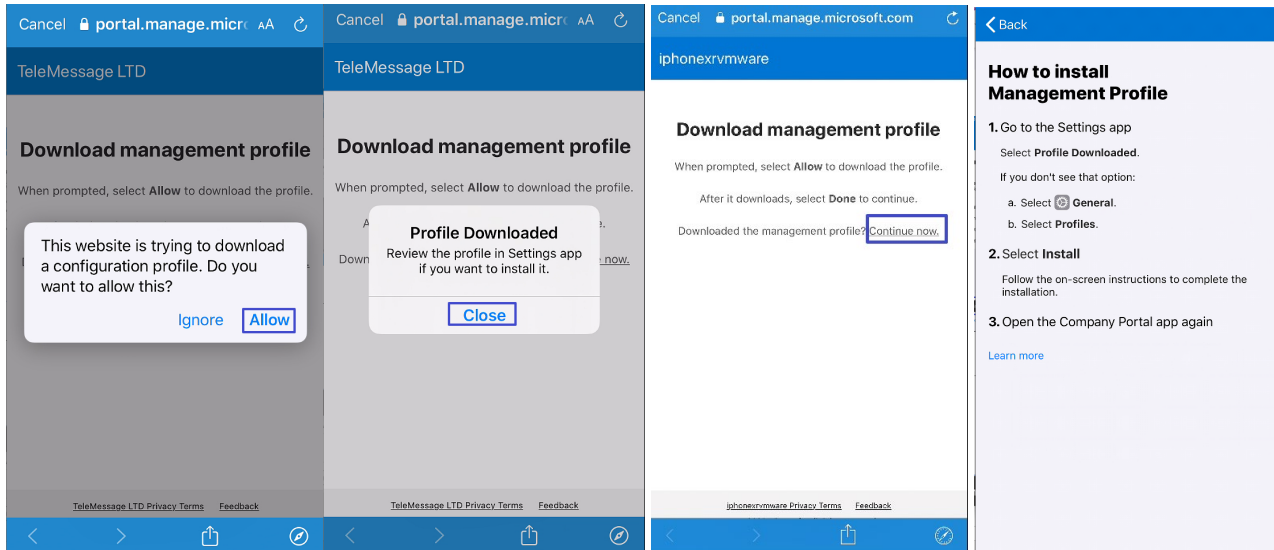 Cancel portal.manage.micr AA
TeleMessage LTD
Download management profile
When prompted, select Allow to download the profile.
This website is trying to download
a configuration profile. Do you
want to allow this?
Ignore Allow
TeleMessage LTD Privacy Terms Feedback
Cancel portal.manage.micr AA
TeleMessage LTD
Download management profile
When prompted, select Allow to download the profile.
Profile Downloaded
Review the profile in Settings app
if you want to install it.
Down now.
Close
TeleMessage LTD Privacy Terms Feedback
Cancel portal.manage.microsoft.com
iphonexrvmware
Download management profile
When prompted, select Allow to download the profile.
After it downloads, select Done to continue.
Downloaded the management profile? Continue now.
iphonexrvmware Privacy Terms Feedback
Back
How to install
Management Profile
1. Go to the Settings app
Select Profile Downloaded.
If you don't see that option:
a. Select General.
b. Select Profiles.
2. Select Install
Follow the on-screen instructions to complete the
installation.
3. Open the Company Portal app again
Learn more